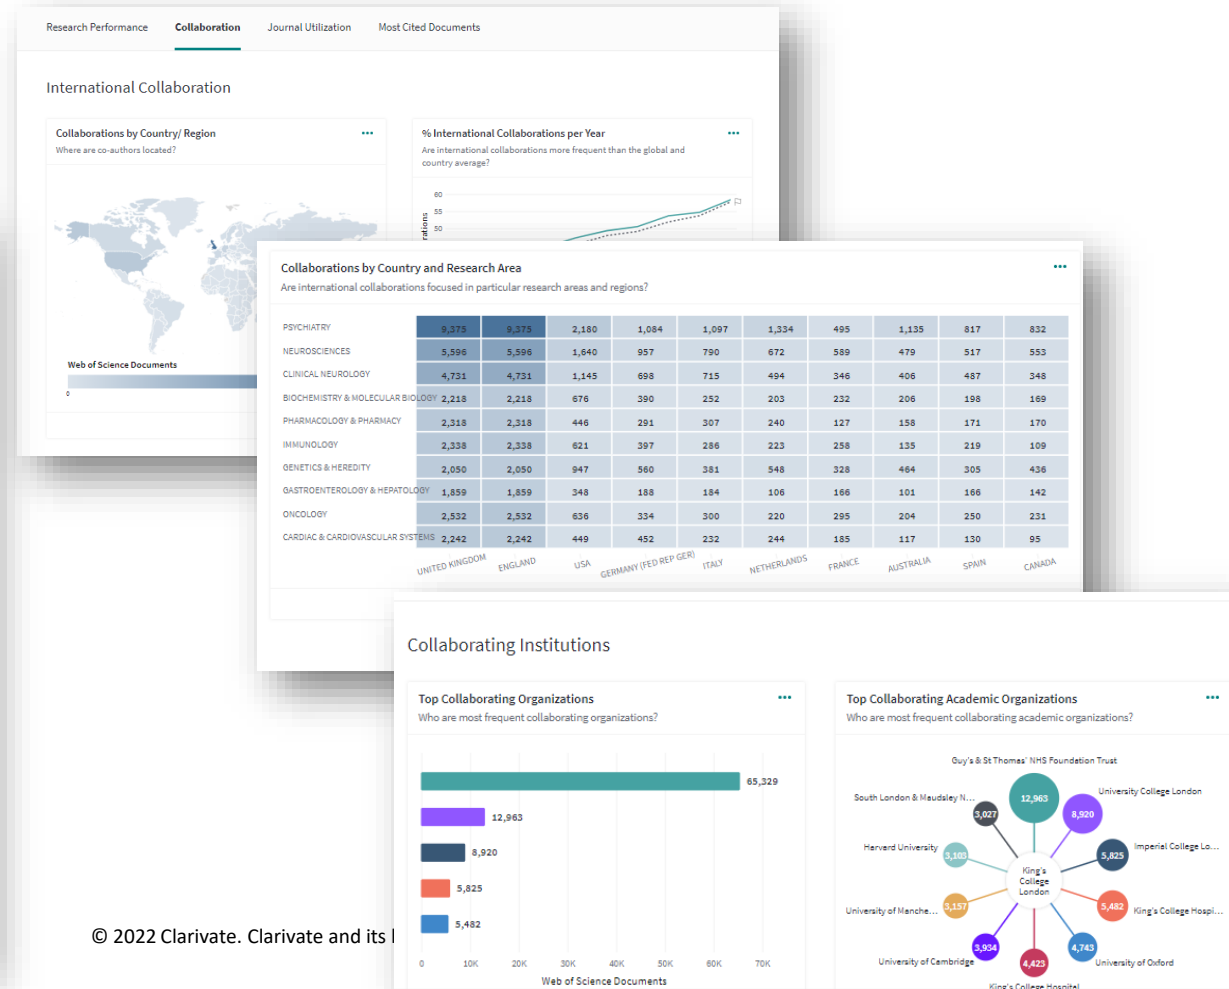 Research Performance Collaboration Journal Utilization Most Cited Documents
International Collaboration
Collaborations by Country/ Region
Where are co-authors located?
Web of Science Documents
0
% International Collaborations per Year
Are international collaborations more frequent than the global and
country average?
60
55
50
Collaborations by Country and Research Area
Are international collaborations focused in particular research areas and regions?
PSYCHIATRY 9,375 9,375 2,180 1,084 1,097 1,334 495 1,135 817 832
NEUROSCIENCES 5,596 5,596 1,640 957 790 672 589 479 517 553
CLINICAL NEUROLOGY 4,731 4,731 1,145 698 715 494 346 406 487 348
BIOCHEMISTRY & MOLECULAR BIOLOGY 2,218 2,218 676 390 252 203 232 206 198 169
PHARMACOLOGY & PHARMACY 2,318 2,318 446 291 307 240 127 158 171 170
IMMUNOLOGY 2,338 2,338 621 397 286 223 258 135 219 109
GENETICS & HEREDITY 2,050 2,050 947 560 381 548 328 464 305 436
GASTROENTEROLOGY & HEPATOLOGY 1,859 1,859 348 188 184 106 166 101 166 142
ONCOLOGY 2,532 2,532 636 334 300 220 295 204 250 231
CARDIAC & CARDIOVASCULAR SYSTEMS 2,242 2,242 449 452 232 244 185 117 130 95
UNITED KINGDOM ENGLAND USA GERMANY (FED REP GER) ITALY NETHERLANDS FRANCE AUSTRALIA SPAIN CANADA
Collaborating Institutions
Top Collaborating Organizations
Who are most frequent collaborating organizations?
65,329
12,963
8,920
5,825
5,482
0 10K 20K 30K 40K 50K 60K 70K
Web of Science Documents
Top Collaborating Academic Organizations
Who are most frequent collaborating academic organizations?
Guy's & St Thomas' NHS Foundation Trust
12,963
University College London
8,920
Imperial College Lo...
5,825
King's College Hospi...
5,482
University of Oxford
4,743
King's College Hospital
4,423
University of Cambridge
3,934
University of Manche...
3,157
Harvard University
3,103
South London & Maudsley N...
3,027
King's
College
London
© 2022 Clarivate. Clarivate and its